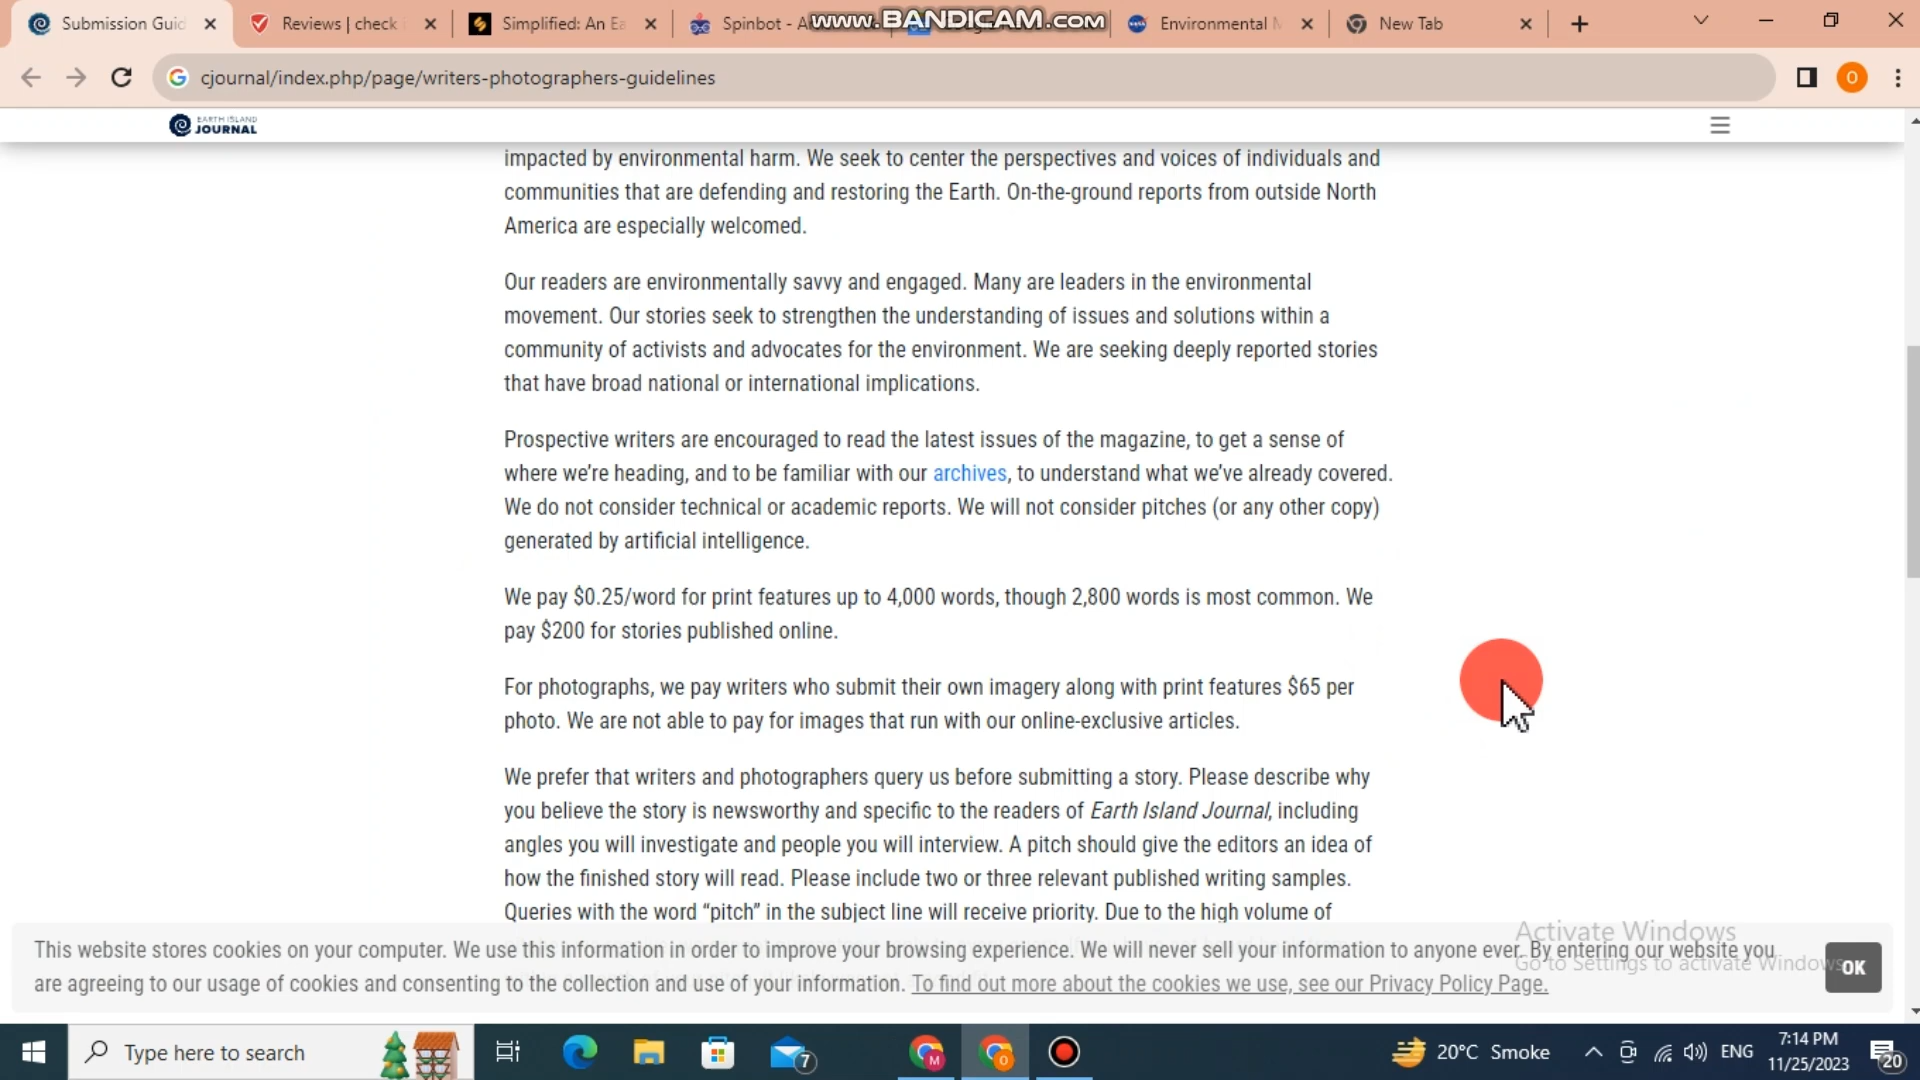 Submission Guid
Reviews | check
Simplified: An Ea
Spinbot - A
www.BANDICAM.com
Environmental M
New Tab
cjournal/index.php/page/writers-photographers-guidelines
EARTH ISLAND
JOURNAL
impacted by environmental harm. We seek to center the perspectives and voices of individuals and
communities that are defending and restoring the Earth. On-the-ground reports from outside North
America are especially welcomed.
Our readers are environmentally savvy and engaged. Many are leaders in the environmental
movement. Our stories seek to strengthen the understanding of issues and solutions within a
community of activists and advocates for the environment. We are seeking deeply reported stories
that have broad national or international implications.
Prospective writers are encouraged to read the latest issues of the magazine, to get a sense of
where we're heading, and to be familiar with our archives, to understand what we've already covered.
We do not consider technical or academic reports. We will not consider pitches (or any other copy)
generated by artificial intelligence.
We pay $0.25/word for print features up to 4,000 words, though 2,800 words is most common. We
pay $200 for stories published online.
For photographs, we pay writers who submit their own imagery along with print features $65 per
photo. We are not able to pay for images that run with our online-exclusive articles.
We prefer that writers and photographers query us before submitting a story. Please describe why
you believe the story is newsworthy and specific to the readers of Earth Island Journal, including
angles you will investigate and people you will interview. A pitch should give the editors an idea of
how the finished story will read. Please include two or three relevant published writing samples.
Queries with the word “pitch” in the subject line will receive priority. Due to the high volume of
Activate Windows
Go to Settings to activate Windows
This website stores cookies on your computer. We use this information in order to improve your browsing experience. We will never sell your information to anyone ever. By entering our website you
are agreeing to our usage of cookies and consenting to the collection and use of your information. To find out more about the cookies we use, see our Privacy Policy Page.
OK
Type here to search
7
M
O
20°C Smoke
ENG
7:14 PM
11/25/2023
20